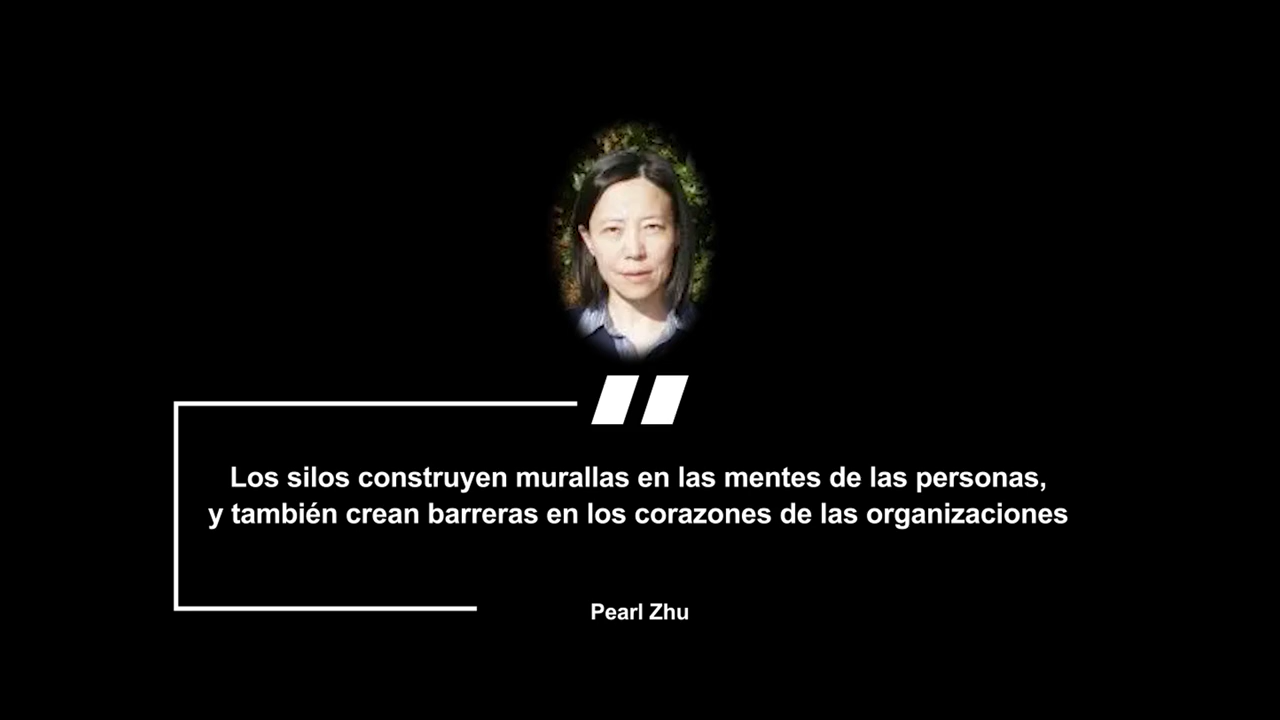 Los silos construyen murallas en las mentes de las personas,
y también crean barreras en los corazones de las organizaciones
Pearl Zhu